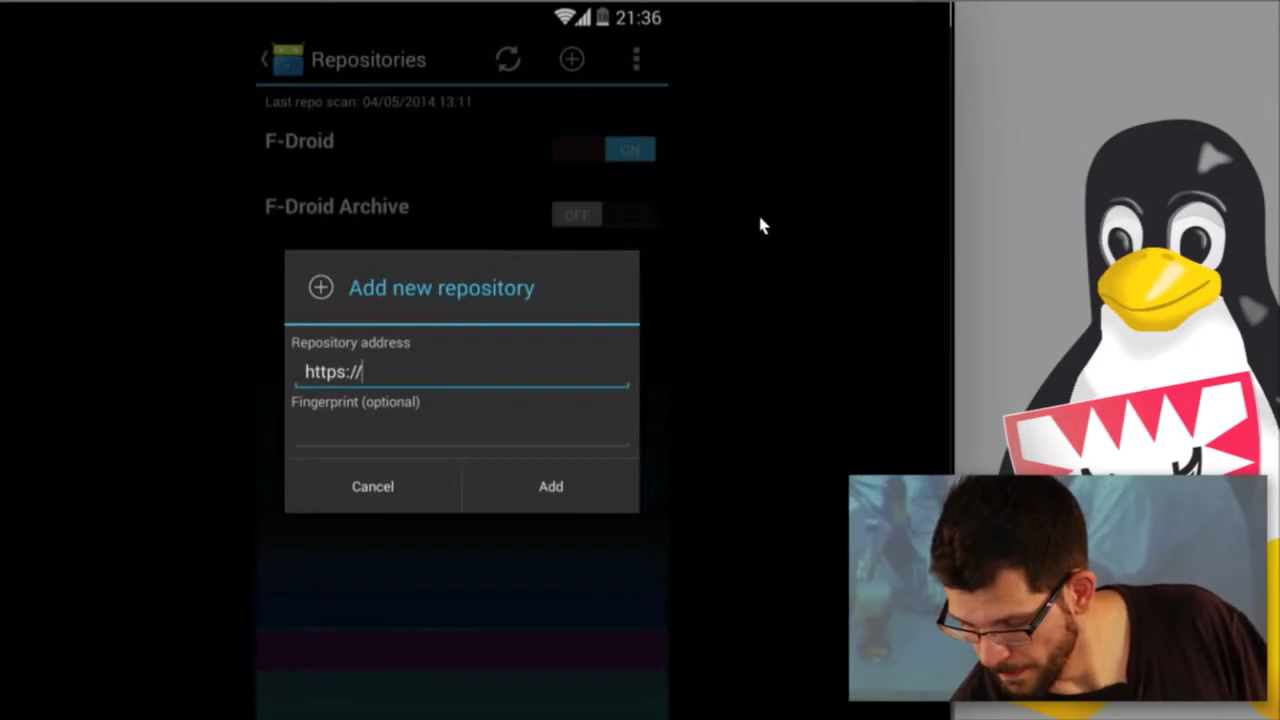 21:36
Repositories
Last repo scan: 04/05/2014 13:11
F-Droid
ON
F-Droid Archive
OFF
Add new repository
Repository address
https://
Fingerprint (optional)
Cancel
Add